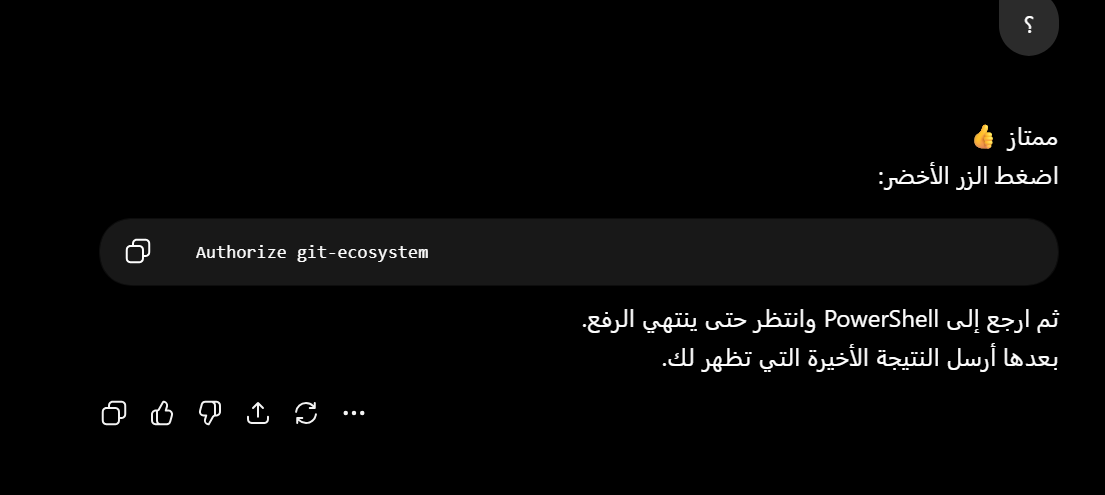 ؟
ممتاز 👍
اضغط الزر الأخضر:
Authorize git-ecosystem
ثم ارجع إلى PowerShell وانتظر حتى ينتهي الرفع.
بعدها أرسل النتيجة الأخيرة التي تظهر لك.